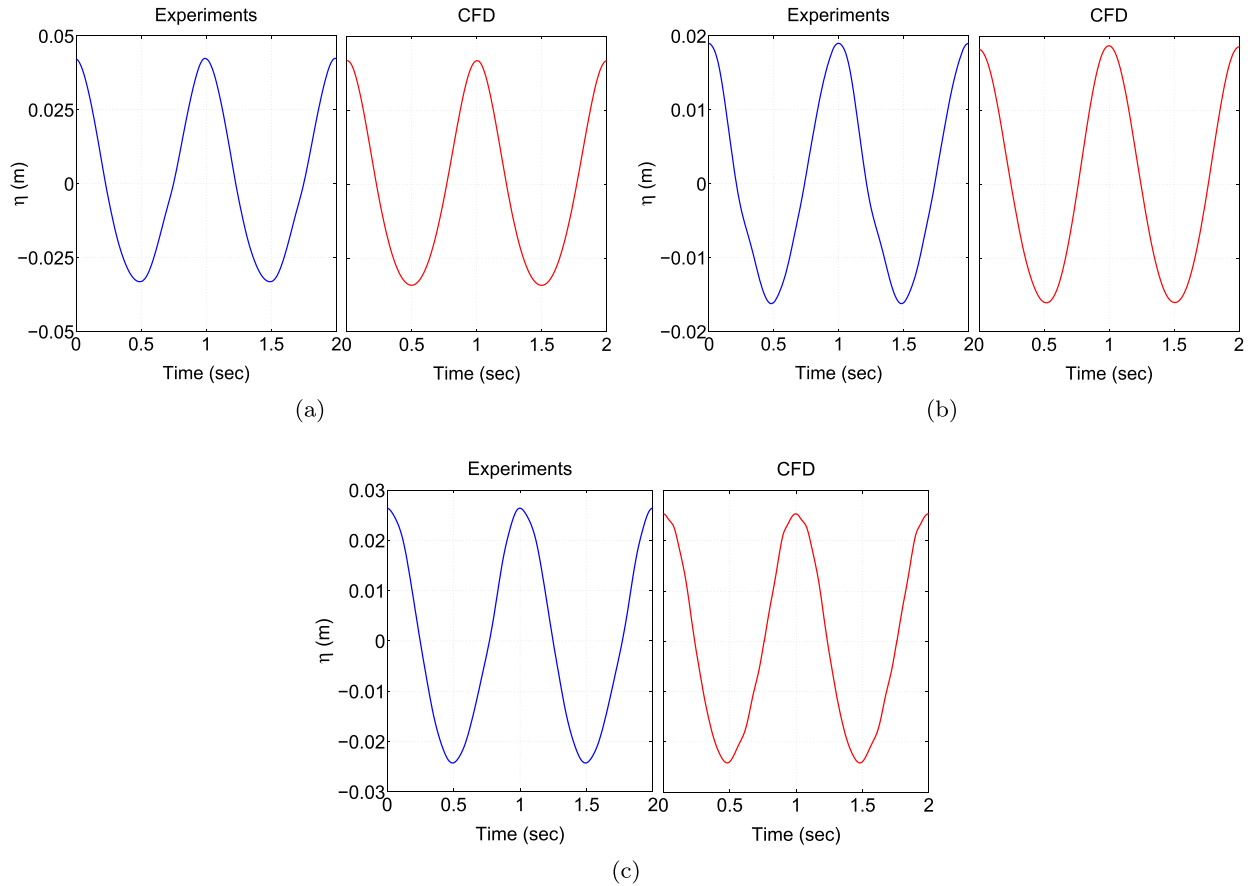 Experiments CFD
0.05
0.025
0
−0.025
−0.05
η (m)
0 0.5 1 1.5 20 0.5 1 1.5 2
Time (sec) Time (sec)
(a)
Experiments CFD
0.02
0.01
0
−0.01
−0.02
η (m)
0 0.5 1 1.5 20 0.5 1 1.5 2
Time (sec) Time (sec)
(b)
Experiments CFD
0.03
0.02
0.01
0
−0.01
−0.02
−0.03
η (m)
0 0.5 1 1.5 20 0.5 1 1.5 2
Time (sec) Time (sec)
(c)